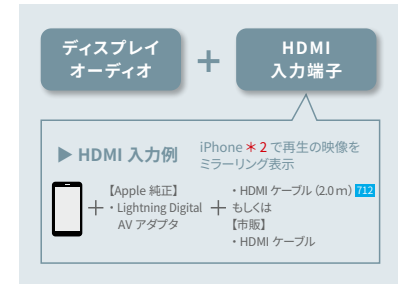 ディスプレイ
オーディオ
+
HDMI
入力端子
▶ HDMI 入力例
iPhone＊2で再生の映像を
ミラーリング表示
+
【Apple 純正】
・Lightning Digital
AV アダプタ
+
・HDMI ケーブル（2.0m）712
もしくは
【市販】
・HDMI ケーブル